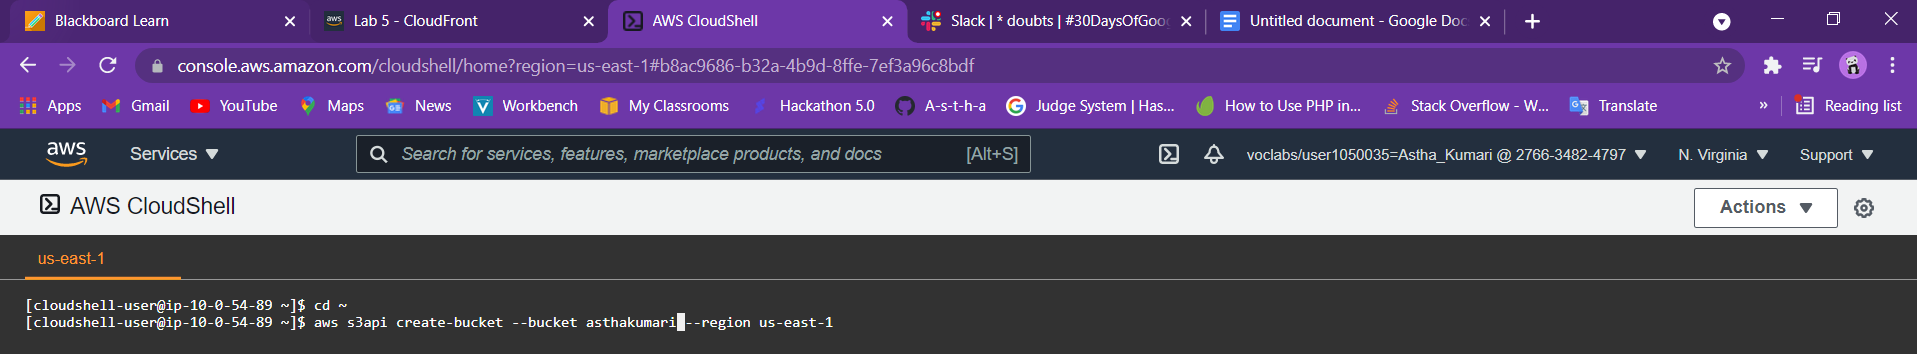 Blackboard Learn
Lab 5 - CloudFront
AWS CloudShell
Slack | * doubts | #30DaysOfGoo
Untitled document - Google Doc
console.aws.amazon.com/cloudshell/home?region=us-east-1#b8ac9686-b32a-4b9d-8ffe-7ef3a96c8bdf
Apps Gmail YouTube Maps News Workbench My Classrooms Hackathon 5.0 A-s-t-h-a Judge System | Has... How to Use PHP in... Stack Overflow - W... Translate » Reading list
aws Services Search for services, features, marketplace products, and docs [Alt+S] voclabs/user1050035=Astha_Kumari @ 2766-3482-4797 N. Virginia Support
AWS CloudShell Actions
us-east-1
[cloudshell-user@ip-10-0-54-89 ~]$ cd ~
[cloudshell-user@ip-10-0-54-89 ~]$ aws s3api create-bucket --bucket asthakumari --region us-east-1